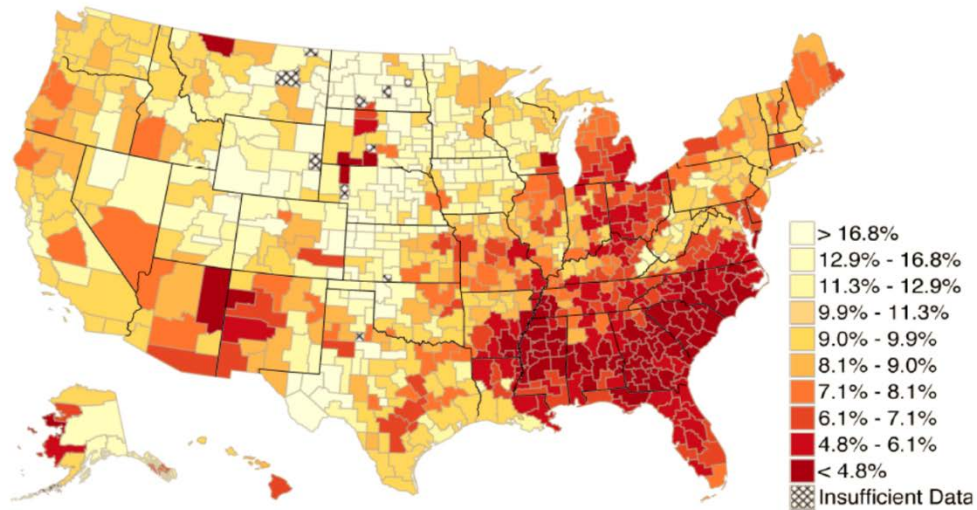 > 16.8%
12.9% - 16.8%
11.3% - 12.9%
9.9% - 11.3%
9.0% - 9.9%
8.1% - 9.0%
7.1% - 8.1%
6.1% - 7.1%
4.8% - 6.1%
< 4.8%
Insufficient Data